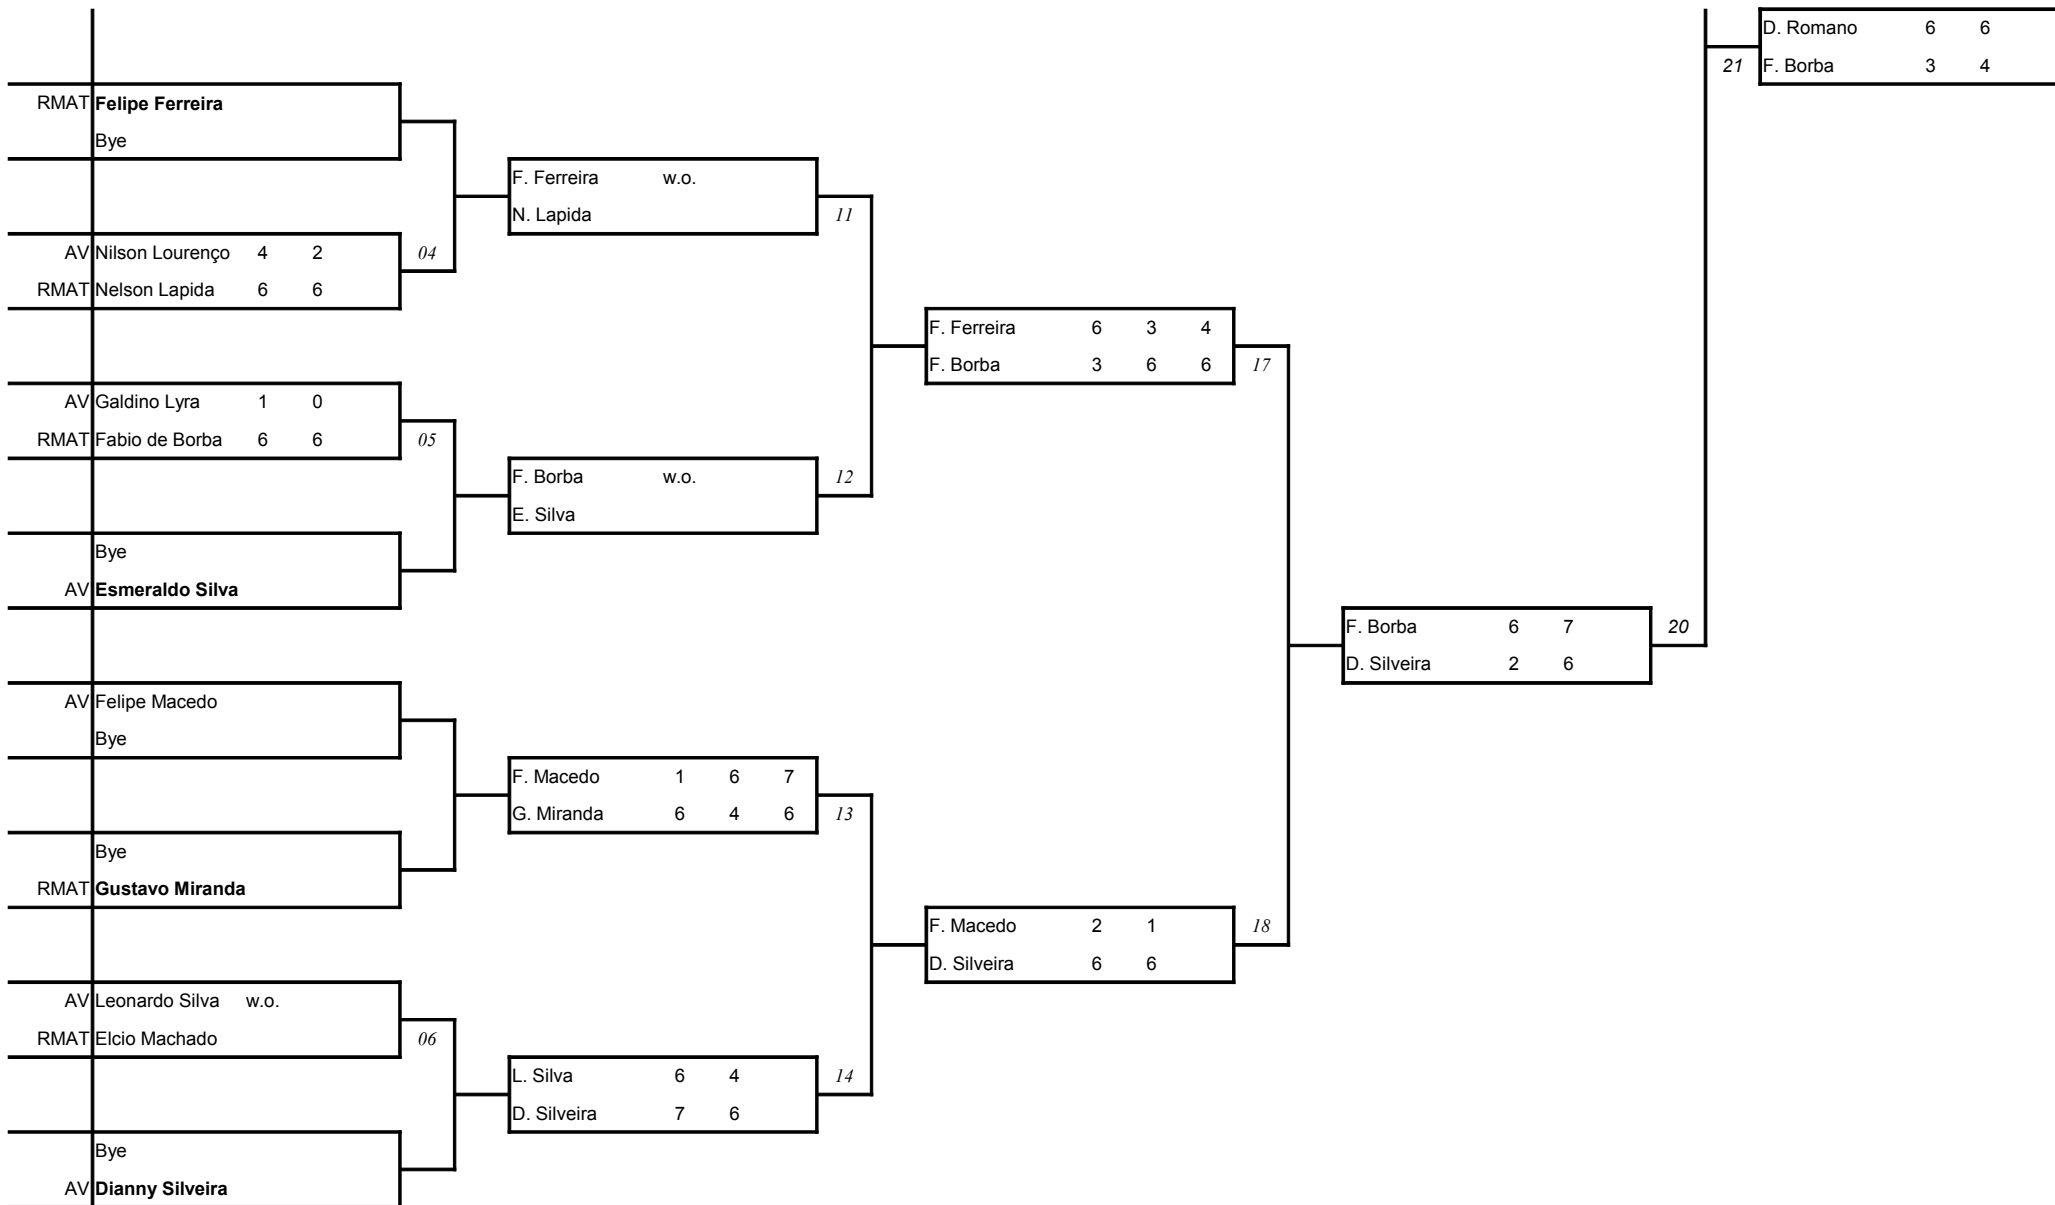 D. Romano 6 6
21 F. Borba 3 4
RMAT Felipe Ferreira
Bye
F. Ferreira w.o.
N. Lapida 11
AV Nilson Lourenço 4 2 04
RMAT Nelson Lapida 6 6
F. Ferreira 6 3 4
F. Borba 3 6 6 17
AV Galdino Lyra 1 0
RMAT Fabio de Borba 6 6 05
F. Borba w.o. 12
E. Silva
Bye
AV Esmeraldo Silva
F. Borba 6 7 20
D. Silveira 2 6
AV Felipe Macedo
Bye
F. Macedo 1 6 7
G. Miranda 6 4 6 13
Bye
RMAT Gustavo Miranda
F. Macedo 2 1 18
D. Silveira 6 6
AV Leonardo Silva w.o.
RMAT Elcio Machado 06
L. Silva 6 4 14
D. Silveira 7 6
Bye
AV Dianny Silveira